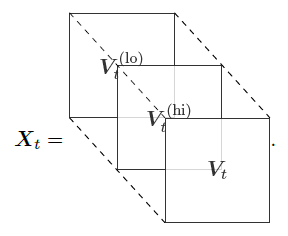 V_t^(lo)
V_t^(hi)
X_t = V_t .